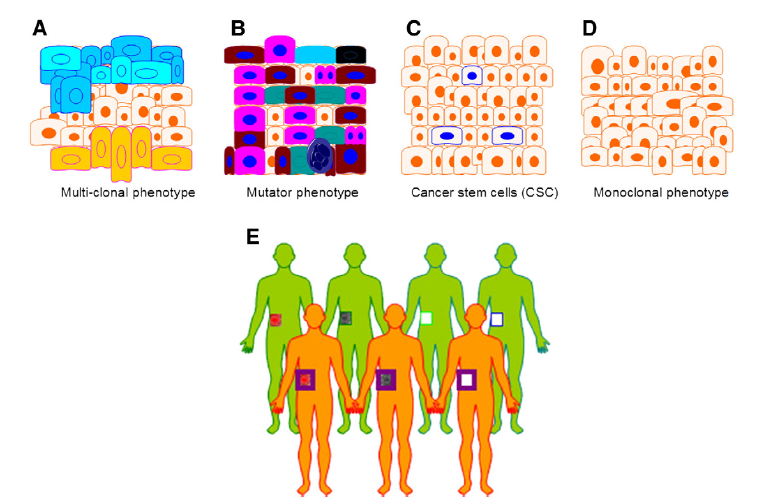 A B C D
Multi-clonal phenotype Mutator phenotype Cancer stem cells (CSC) Monoclonal phenotype
E